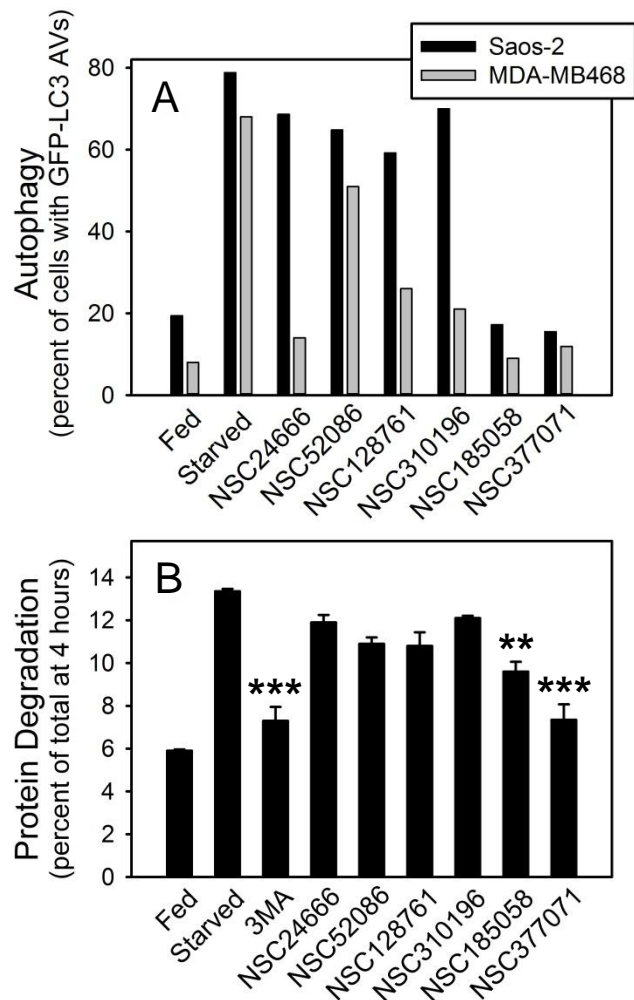 Saos-2
MDA-MB468
A
Autophagy
(percent of cells with GFP-LC3 AVs)
80
60
40
20
0
Fed
Starved
NSC24666
NSC52086
NSC128761
NSC310196
NSC185058
NSC377071
B
Protein Degradation
(percent of total at 4 hours)
14
12
10
8
6
4
2
0
***
**
***
Fed
Starved
3MA
NSC24666
NSC52086
NSC128761
NSC310196
NSC185058
NSC377071